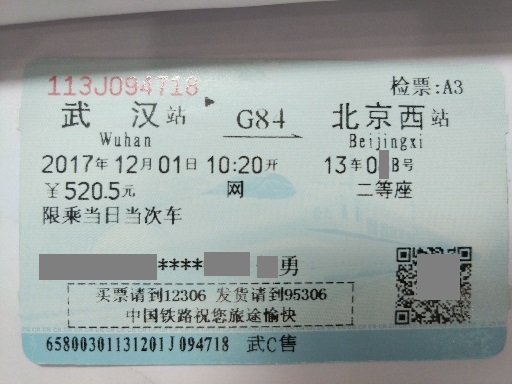 113J094718 检票:A3
武汉站 G84 北京西站
Wuhan Beijingxi
2017年12月01日 10:20开 13车0 B号
￥520.5元 网 二等座
限乘当日当次车
**** 勇
买票请到12306 发货请到95306
中国铁路祝您旅途愉快
65800301131201J094718 武C售